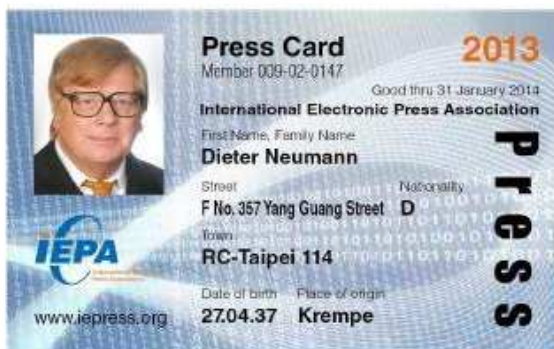 Press Card
2013
Member 009-02-0147
Good thru 31 January 2014
International Electronic Press Association
First Name, Family Name
Dieter Neumann
Street
Nationality
F No. 357 Yang Guang Street
D
Town
RC-Taipei 114
Date of birth
Place of origin
27.04.37
Krempe
Press
iEPA
www.iepress.org